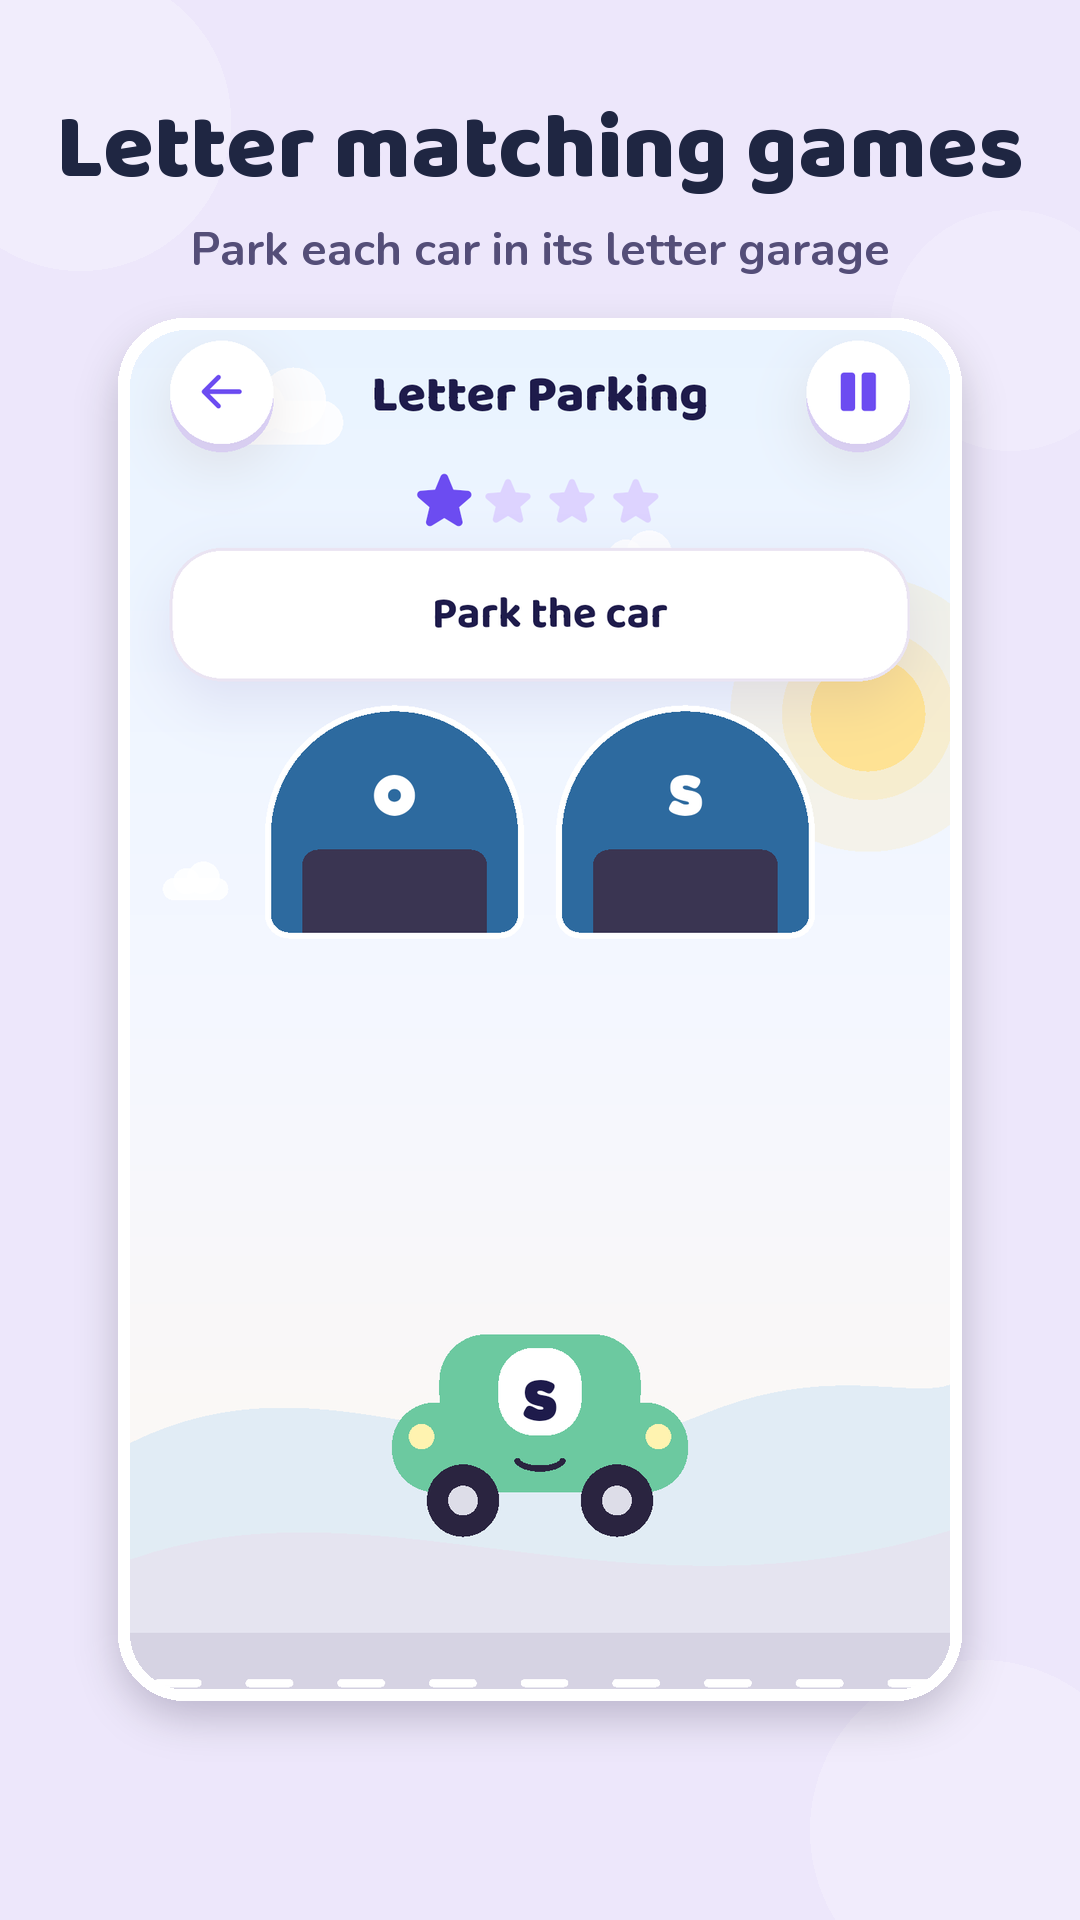 Letter matching games
Park each car in its letter garage
Letter Parking
Park the car
O S
S